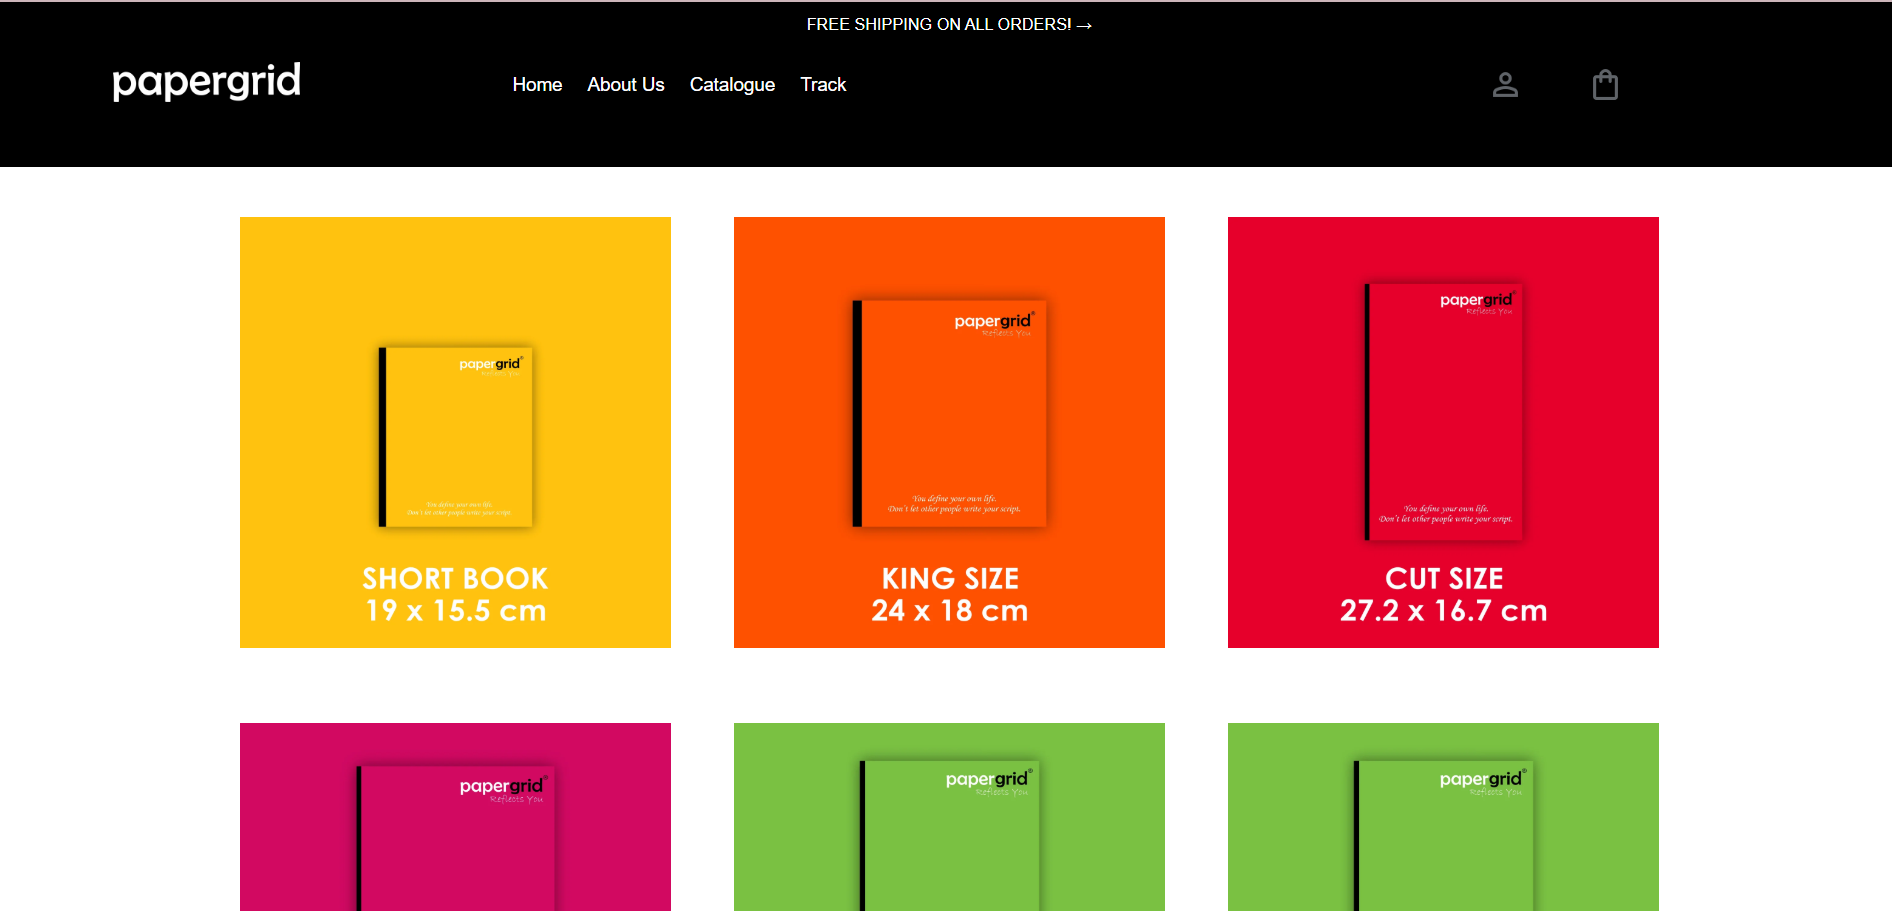 FREE SHIPPING ON ALL ORDERS! →
papergrid
Home About Us Catalogue Track
papergrid®
Reflects You
You define your own life.
Don't let other people write your script.
SHORT BOOK
19 x 15.5 cm
papergrid®
Reflects You
You define your own life.
Don't let other people write your script.
KING SIZE
24 x 18 cm
papergrid®
Reflects You
You define your own life.
Don't let other people write your script.
CUT SIZE
27.2 x 16.7 cm
papergrid®
Reflects You
papergrid®
Reflects You
papergrid®
Reflects You